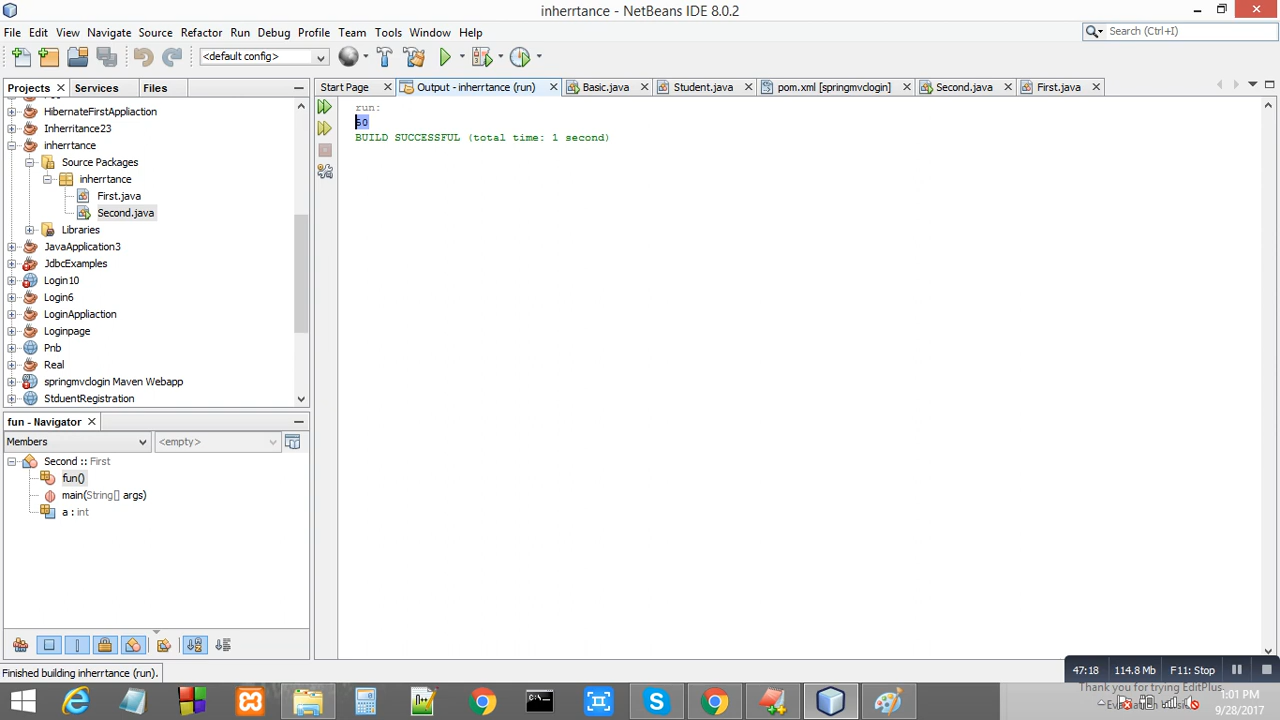 inherrtance - NetBeans IDE 8.0.2
File Edit View Navigate Source Refactor Run Debug Profile Team Tools Window Help
Search (Ctrl+I)
<default config>
Projects Services Files
Start Page Output - inherrtance (run) Basic.java Student.java pom.xml [springmvclogin] Second.java First.java
HibernateFirstApplication
Inherritance23
inherrtance
Source Packages
inherrtance
First.java
Second.java
Libraries
JavaApplication3
JdbcExamples
Login10
Login6
LoginAppliaction
Loginpage
Pnb
Real
springmvclogin Maven Webapp
StduentRegistration
run:
50
BUILD SUCCESSFUL (total time: 1 second)
fun - Navigator
Members <empty>
Second :: First
fun()
main(String[] args)
a : int
Finished building inherrtance (run).
47:18 114.8 Mb F11: Stop
Thank you for trying EditPlus
1:01 PM
9/28/2017